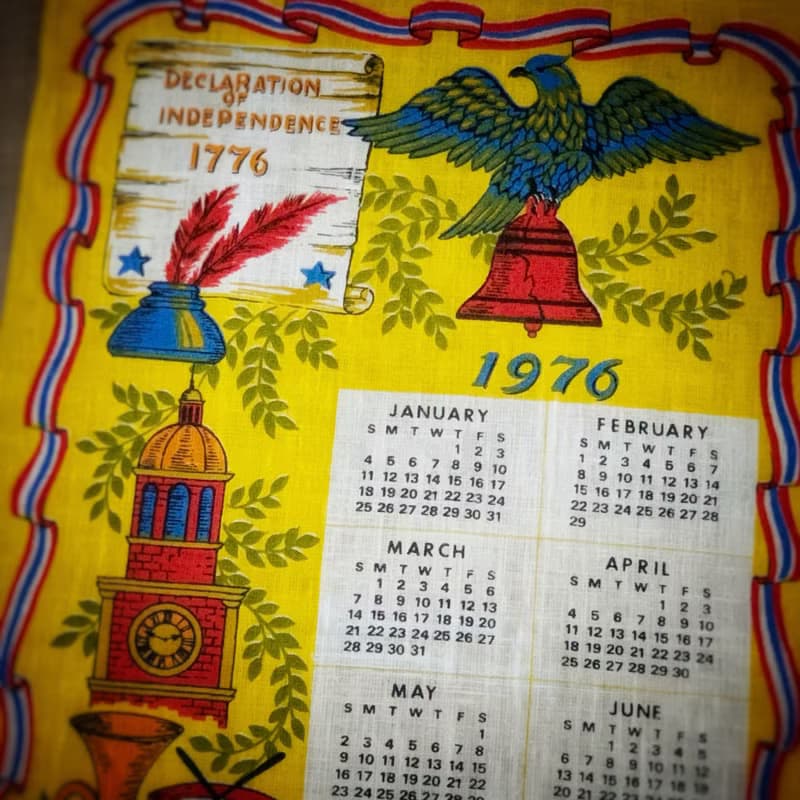 DECLARATION
OF
INDEPENDENCE
1776
1976
JANUARY
S M T W T F S
1 2 3
4 5 6 7 8 9 10
11 12 13 14 15 16 17
18 19 20 21 22 23 24
25 26 27 28 29 30 31
FEBRUARY
S M T W T F S
1 2 3 4 5 6 7
8 9 10 11 12 13 14
15 16 17 18 19 20 21
22 23 24 25 26 27 28
29
MARCH
S M T W T F S
1 2 3 4 5 6
7 8 9 10 11 12 13
14 15 16 17 18 19 20
21 22 23 24 25 26 27
28 29 30 31
APRIL
S M T W T F S
1 2 3
4 5 6 7 8 9 10
11 12 13 14 15 16 17
18 19 20 21 22 23 24
25 26 27 28 29 30
MAY
S M T W T F S
1
2 3 4 5 6 7 8
9 10 11 12 13 14 15
16 17 18 19 20 21 22
23 24 25 26 27 28 29
JUNE
S M T W T F S
1 2 3 4 5
6 7 8 9 10 11 12
13 14 15 16 17 18 19